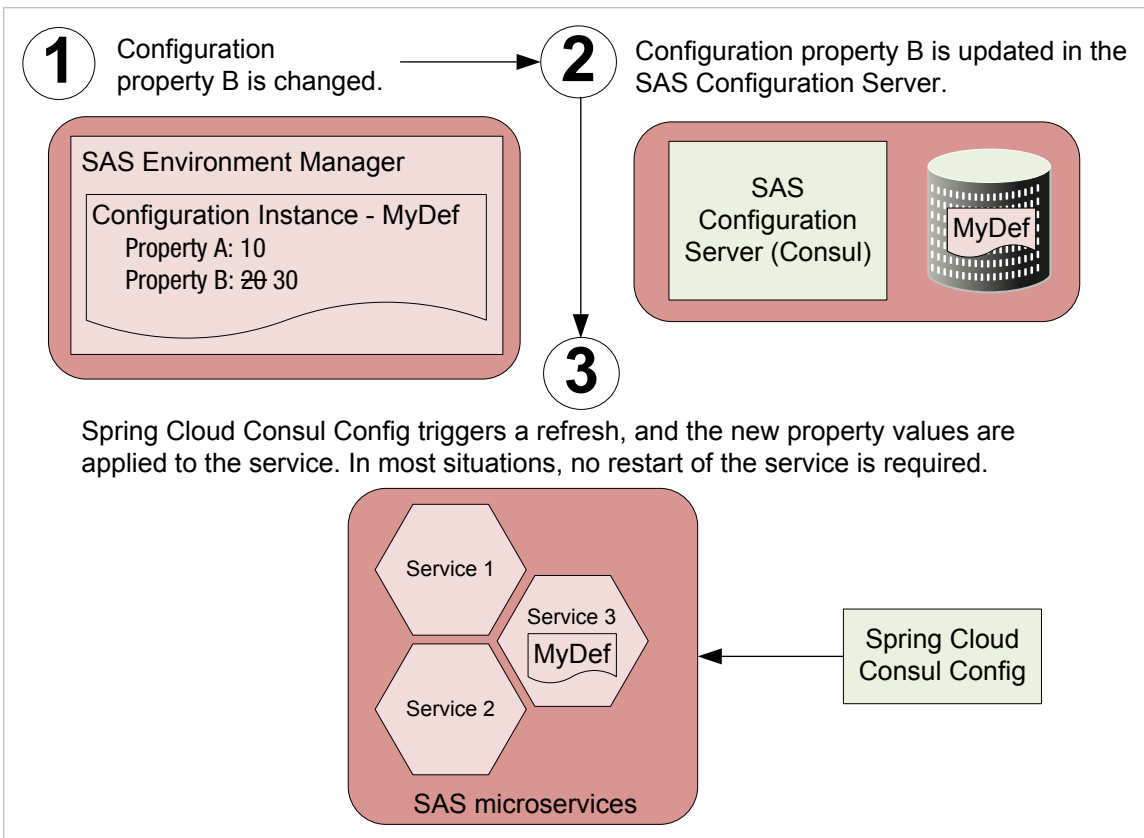 1
Configuration
property B is changed.
2
Configuration property B is updated in the
SAS Configuration Server.
SAS Environment Manager
Configuration Instance - MyDef
Property A: 10
Property B: 20 30
SAS
Configuration
Server (Consul)
MyDef
3
Spring Cloud Consul Config triggers a refresh, and the new property values are
applied to the service. In most situations, no restart of the service is required.
Service 1
Service 3
MyDef
Service 2
SAS microservices
Spring Cloud
Consul Config